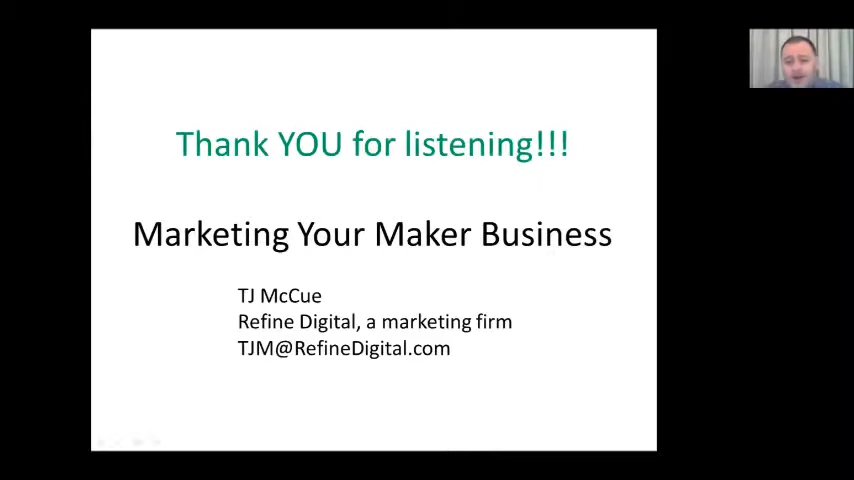 Thank YOU for listening!!!
Marketing Your Maker Business
TJ McCue
Refine Digital, a marketing firm
TJM@RefineDigital.com